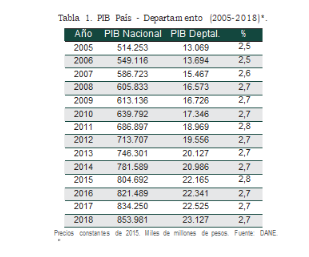 Tabla 1. PIB País - Departamento (2005-2018)*.
Año PIB Nacional PIB Deptal. %
2005 514.253 13.069 2,5
2006 549.116 13.694 2,5
2007 586.723 15.467 2,6
2008 605.833 16.573 2,7
2009 613.136 16.726 2,7
2010 639.792 17.346 2,7
2011 686.897 18.969 2,8
2012 713.707 19.556 2,7
2013 746.301 20.127 2,7
2014 781.589 20.986 2,7
2015 804.692 22.165 2,8
2016 821.489 22.341 2,7
2017 834.250 22.525 2,7
2018 853.981 23.127 2,7
Precios constantes de 2015. Miles de millones de pesos. Fuente: DANE.
*